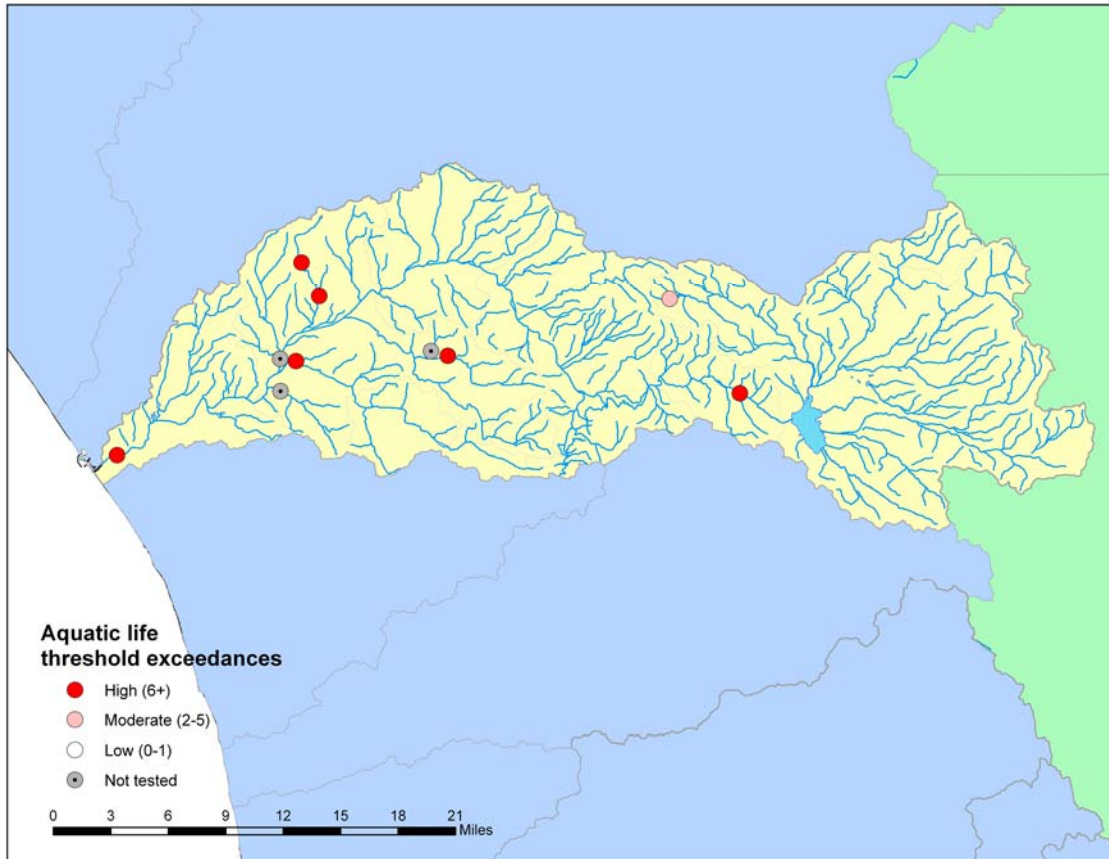 Aquatic life
threshold exceedances
High (6+)
Moderate (2-5)
Low (0-1)
Not tested
0 3 6 9 12 15 18 21
Miles